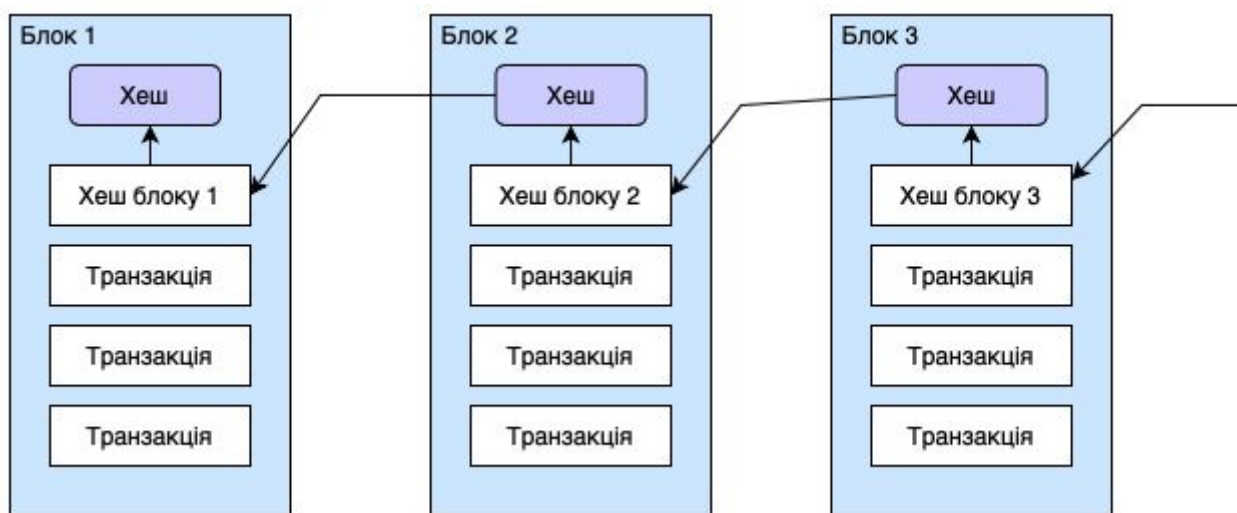 Блок 1
Хеш
Хеш блоку 1
Транзакція
Транзакція
Транзакція
Блок 2
Хеш
Хеш блоку 2
Транзакція
Транзакція
Транзакція
Блок 3
Хеш
Хеш блоку 3
Транзакція
Транзакція
Транзакція